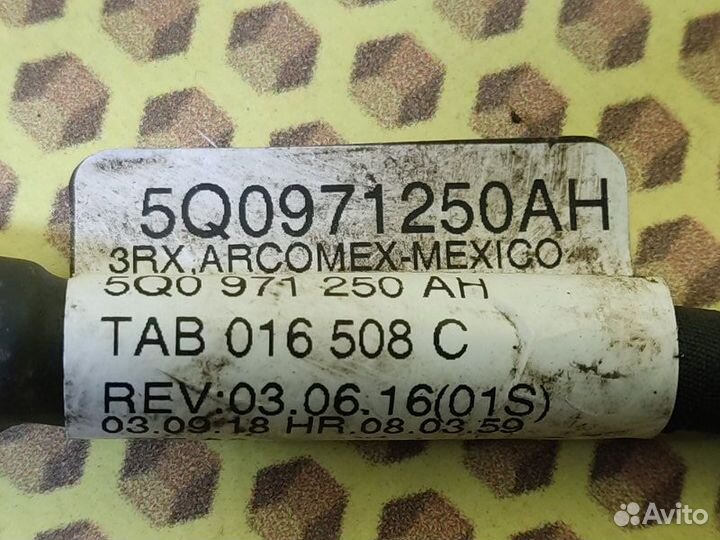 5Q0971250AH
3RX,ARCOMEX-MEXICO
5Q0 971 250 AH
TAB 016 508 C
REV:03.06.16(01S)
03.09.18 HR.08.03.59
Avito